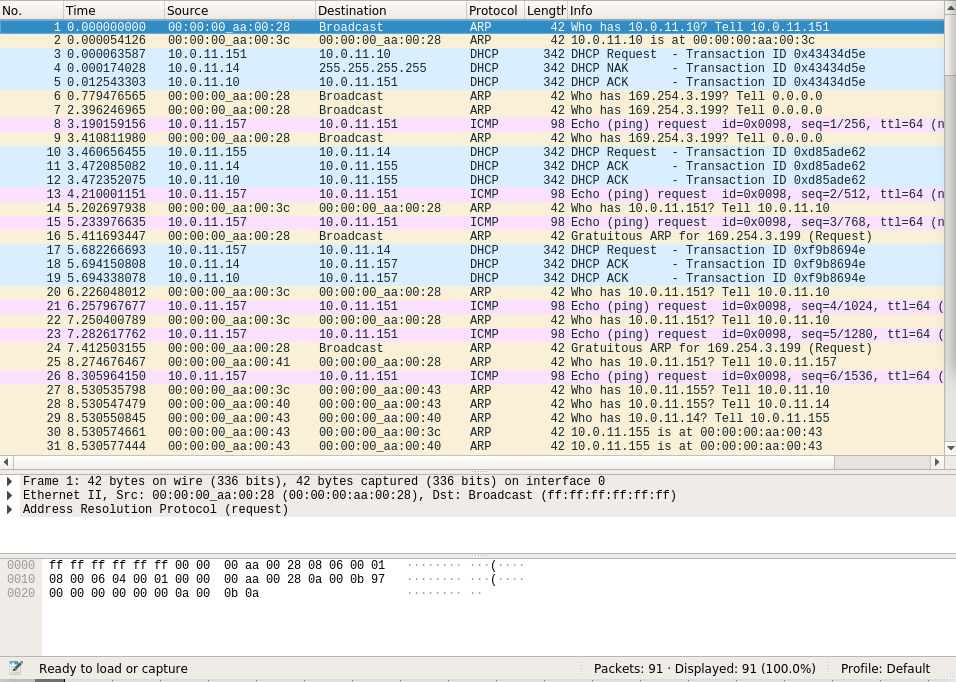 No. Time Source Destination Protocol Length Info
1 0.000000000 00:00:00_aa:00:28 Broadcast ARP 42 Who has 10.0.11.10? Tell 10.0.11.151
2 0.000054126 00:00:00_aa:00:3c 00:00:00_aa:00:28 ARP 42 10.0.11.10 is at 00:00:00:aa:00:3c
3 0.000063587 10.0.11.151 10.0.11.10 DHCP 342 DHCP Request - Transaction ID 0x43434d5e
4 0.000174028 10.0.11.14 255.255.255.255 DHCP 342 DHCP NAK - Transaction ID 0x43434d5e
5 0.012543303 10.0.11.10 10.0.11.151 DHCP 342 DHCP ACK - Transaction ID 0x43434d5e
6 0.779476565 00:00:00_aa:00:28 Broadcast ARP 42 Who has 169.254.3.199? Tell 0.0.0.0
7 2.396246965 00:00:00_aa:00:28 Broadcast ARP 42 Who has 169.254.3.199? Tell 0.0.0.0
8 3.190159156 10.0.11.157 10.0.11.151 ICMP 98 Echo (ping) request id=0x0098, seq=1/256, ttl=64 (n
9 3.410811980 00:00:00_aa:00:28 Broadcast ARP 42 Who has 169.254.3.199? Tell 0.0.0.0
10 3.460656455 10.0.11.155 10.0.11.14 DHCP 342 DHCP Request - Transaction ID 0xd85ade62
11 3.472085082 10.0.11.14 10.0.11.155 DHCP 342 DHCP ACK - Transaction ID 0xd85ade62
12 3.472352075 10.0.11.10 10.0.11.155 DHCP 342 DHCP ACK - Transaction ID 0xd85ade62
13 4.210001151 10.0.11.157 10.0.11.151 ICMP 98 Echo (ping) request id=0x0098, seq=2/512, ttl=64 (n
14 5.202697938 00:00:00_aa:00:3c 00:00:00_aa:00:28 ARP 42 Who has 10.0.11.151? Tell 10.0.11.10
15 5.233976635 10.0.11.157 10.0.11.151 ICMP 98 Echo (ping) request id=0x0098, seq=3/768, ttl=64 (n
16 5.411693447 00:00:00_aa:00:28 Broadcast ARP 42 Gratuitous ARP for 169.254.3.199 (Request)
17 5.682266693 10.0.11.157 10.0.11.14 DHCP 342 DHCP Request - Transaction ID 0xf9b8694e
18 5.694150808 10.0.11.14 10.0.11.157 DHCP 342 DHCP ACK - Transaction ID 0xf9b8694e
19 5.694338078 10.0.11.10 10.0.11.157 DHCP 342 DHCP ACK - Transaction ID 0xf9b8694e
20 6.226048012 00:00:00_aa:00:3c 00:00:00_aa:00:28 ARP 42 Who has 10.0.11.151? Tell 10.0.11.10
21 6.257967677 10.0.11.157 10.0.11.151 ICMP 98 Echo (ping) request id=0x0098, seq=4/1024, ttl=64 (
22 7.250400789 00:00:00_aa:00:3c 00:00:00_aa:00:28 ARP 42 Who has 10.0.11.151? Tell 10.0.11.10
23 7.282617762 10.0.11.157 10.0.11.151 ICMP 98 Echo (ping) request id=0x0098, seq=5/1280, ttl=64 (
24 7.412503155 00:00:00_aa:00:28 Broadcast ARP 42 Gratuitous ARP for 169.254.3.199 (Request)
25 8.274676467 00:00:00_aa:00:41 00:00:00_aa:00:28 ARP 42 Who has 10.0.11.151? Tell 10.0.11.157
26 8.305964150 10.0.11.157 10.0.11.151 ICMP 98 Echo (ping) request id=0x0098, seq=6/1536, ttl=64 (
27 8.530535798 00:00:00_aa:00:3c 00:00:00_aa:00:43 ARP 42 Who has 10.0.11.155? Tell 10.0.11.10
28 8.530547479 00:00:00_aa:00:40 00:00:00_aa:00:43 ARP 42 Who has 10.0.11.155? Tell 10.0.11.14
29 8.530550845 00:00:00_aa:00:43 00:00:00_aa:00:40 ARP 42 Who has 10.0.11.14? Tell 10.0.11.155
30 8.530574661 00:00:00_aa:00:43 00:00:00_aa:00:3c ARP 42 10.0.11.155 is at 00:00:00:aa:00:43
31 8.530577444 00:00:00_aa:00:43 00:00:00_aa:00:40 ARP 42 10.0.11.155 is at 00:00:00:aa:00:43
Frame 1: 42 bytes on wire (336 bits), 42 bytes captured (336 bits) on interface 0
Ethernet II, Src: 00:00:00_aa:00:28 (00:00:00:aa:00:28), Dst: Broadcast (ff:ff:ff:ff:ff:ff)
Address Resolution Protocol (request)
0000 ff ff ff ff ff ff 00 00 00 aa 00 28 08 06 00 01 ········ ···(····
0010 08 00 06 04 00 01 00 00 00 aa 00 28 0a 00 0b 97 ········ ···(····
0020 00 00 00 00 00 00 0a 00 0b 0a ········ ··
Ready to load or capture Packets: 91 · Displayed: 91 (100.0%) Profile: Default